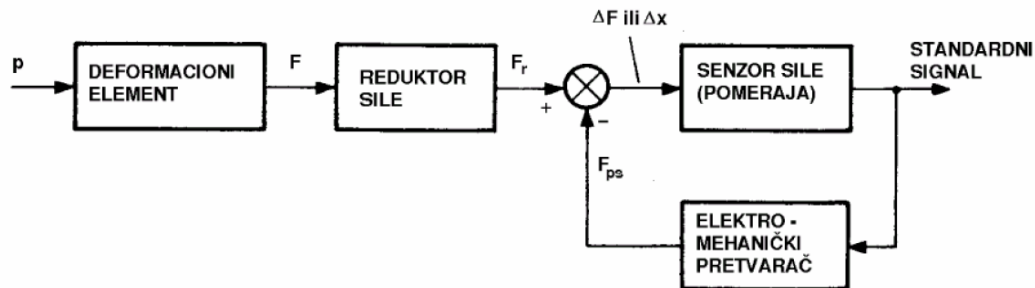 p
DEFORMACIONI
ELEMENT
F
REDUKTOR
SILE
F_r
+
−
ΔF ili Δx
SENZOR SILE
(POMERAJA)
STANDARDNI
SIGNAL
F_ps
ELEKTRO -
MEHANIČKI
PRETVARAČ